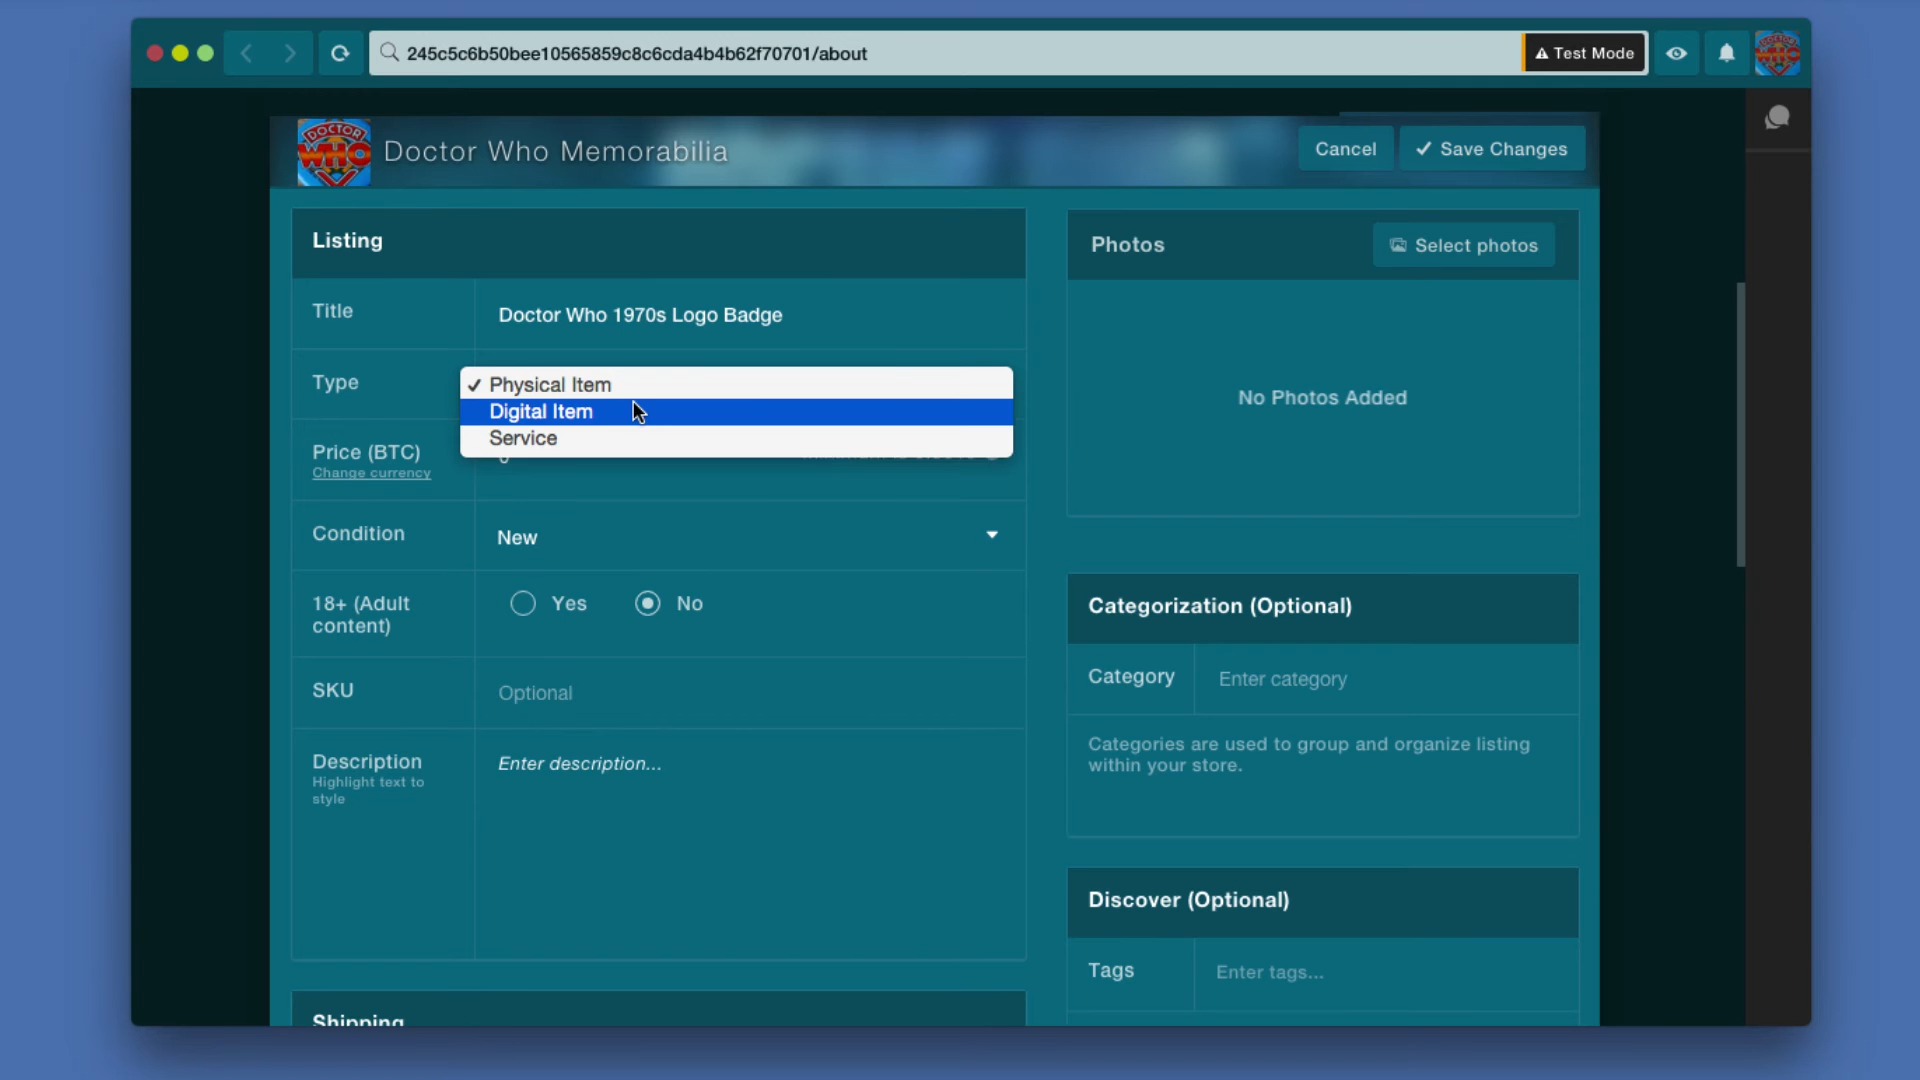 245c5c6b50bee10565859c8c6cda4b4b62f70701/about
Test Mode
DOCTOR
WHO
Doctor Who Memorabilia
Cancel
Save Changes
Listing
Title
Doctor Who 1970s Logo Badge
Type
Physical Item
Digital Item
Service
Price (BTC)
Change currency
Condition
New
18+ (Adult
content)
Yes
No
SKU
Optional
Description
Highlight text to
style
Enter description...
Shipping
Photos
Select photos
No Photos Added
Categorization (Optional)
Category
Enter category
Categories are used to group and organize listing
within your store.
Discover (Optional)
Tags
Enter tags...